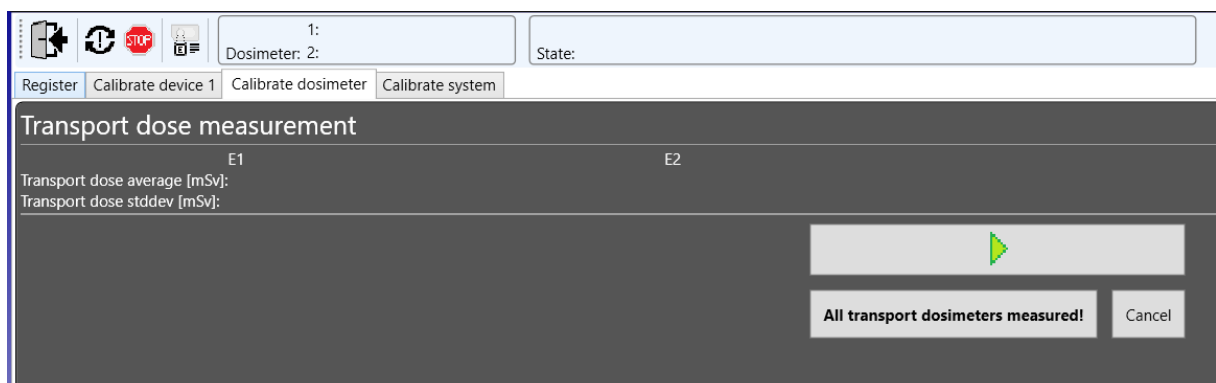 STOP
1:
Dosimeter: 2:
State:
Register Calibrate device 1 Calibrate dosimeter Calibrate system
Transport dose measurement
E1 E2
Transport dose average [mSv]:
Transport dose stddev [mSv]:
All transport dosimeters measured! Cancel